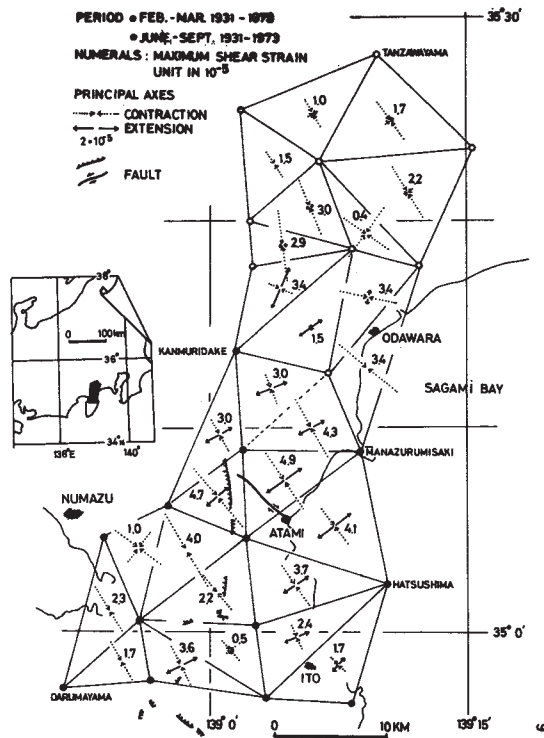 PERIOD • FEB.-MAR. 1931 - 1978
• JUNE-SEPT. 1931-1973
NUMERALS : MAXIMUM SHEAR STRAIN
UNIT IN 10⁻⁵
PRINCIPAL AXES
CONTRACTION
EXTENSION
2×10⁻⁵
FAULT
35°30'
TANZAWAYAMA
1.0
1.7
1.5
2.2
3.0
0.4
2.9
3.4
3.4
1.5
ODAWARA
KANMURIDAKE
3.4
3.0
SAGAMI BAY
3.0
4.3
MANAZURUMISAKI
4.9
4.7
NUMAZU
ATAMI
4.1
1.0
4.0
3.7
HATSUSHIMA
2.3
2.2
2.4
35°0'
0.5
1.7
3.6
1.7
ITO
DARUMAYAMA
139°0'
0
10 KM
139°15'
38°
0 100km
36°
34°N
136°E
140°